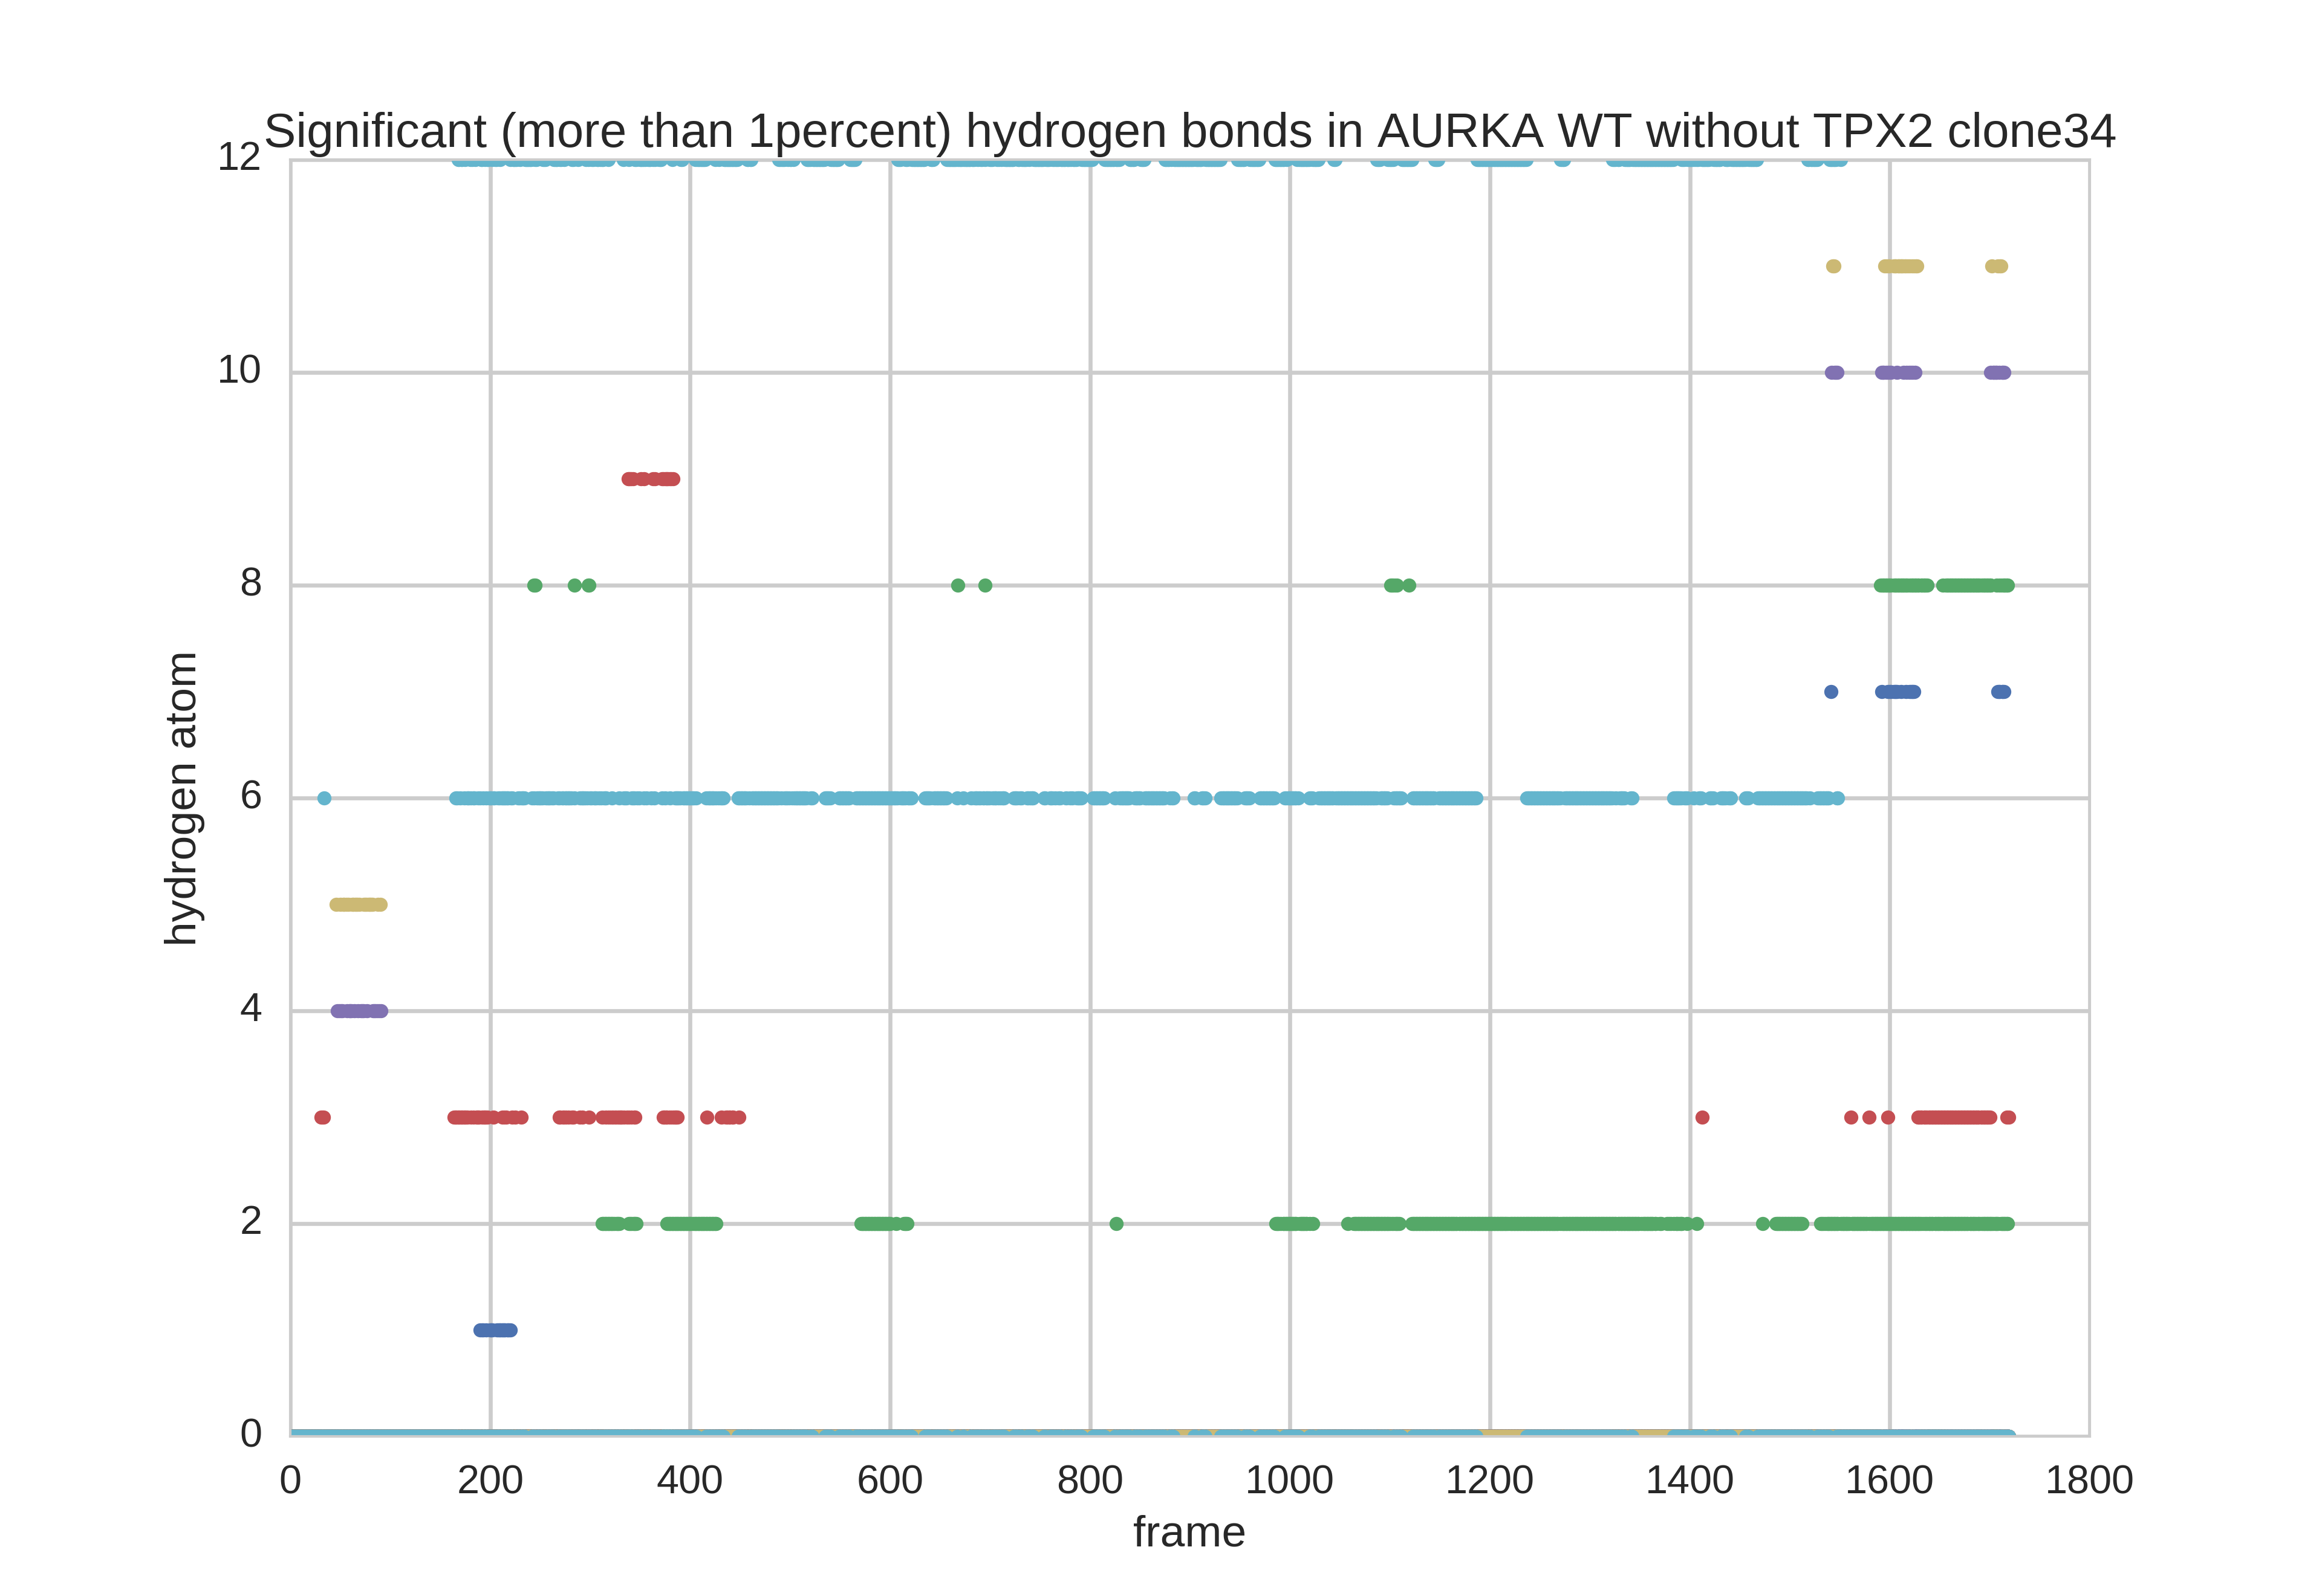 Significant (more than 1percent) hydrogen bonds in AURKA WT without TPX2 clone34
12
10
8
6
4
2
0
hydrogen atom
0 200 400 600 800 1000 1200 1400 1600 1800
frame